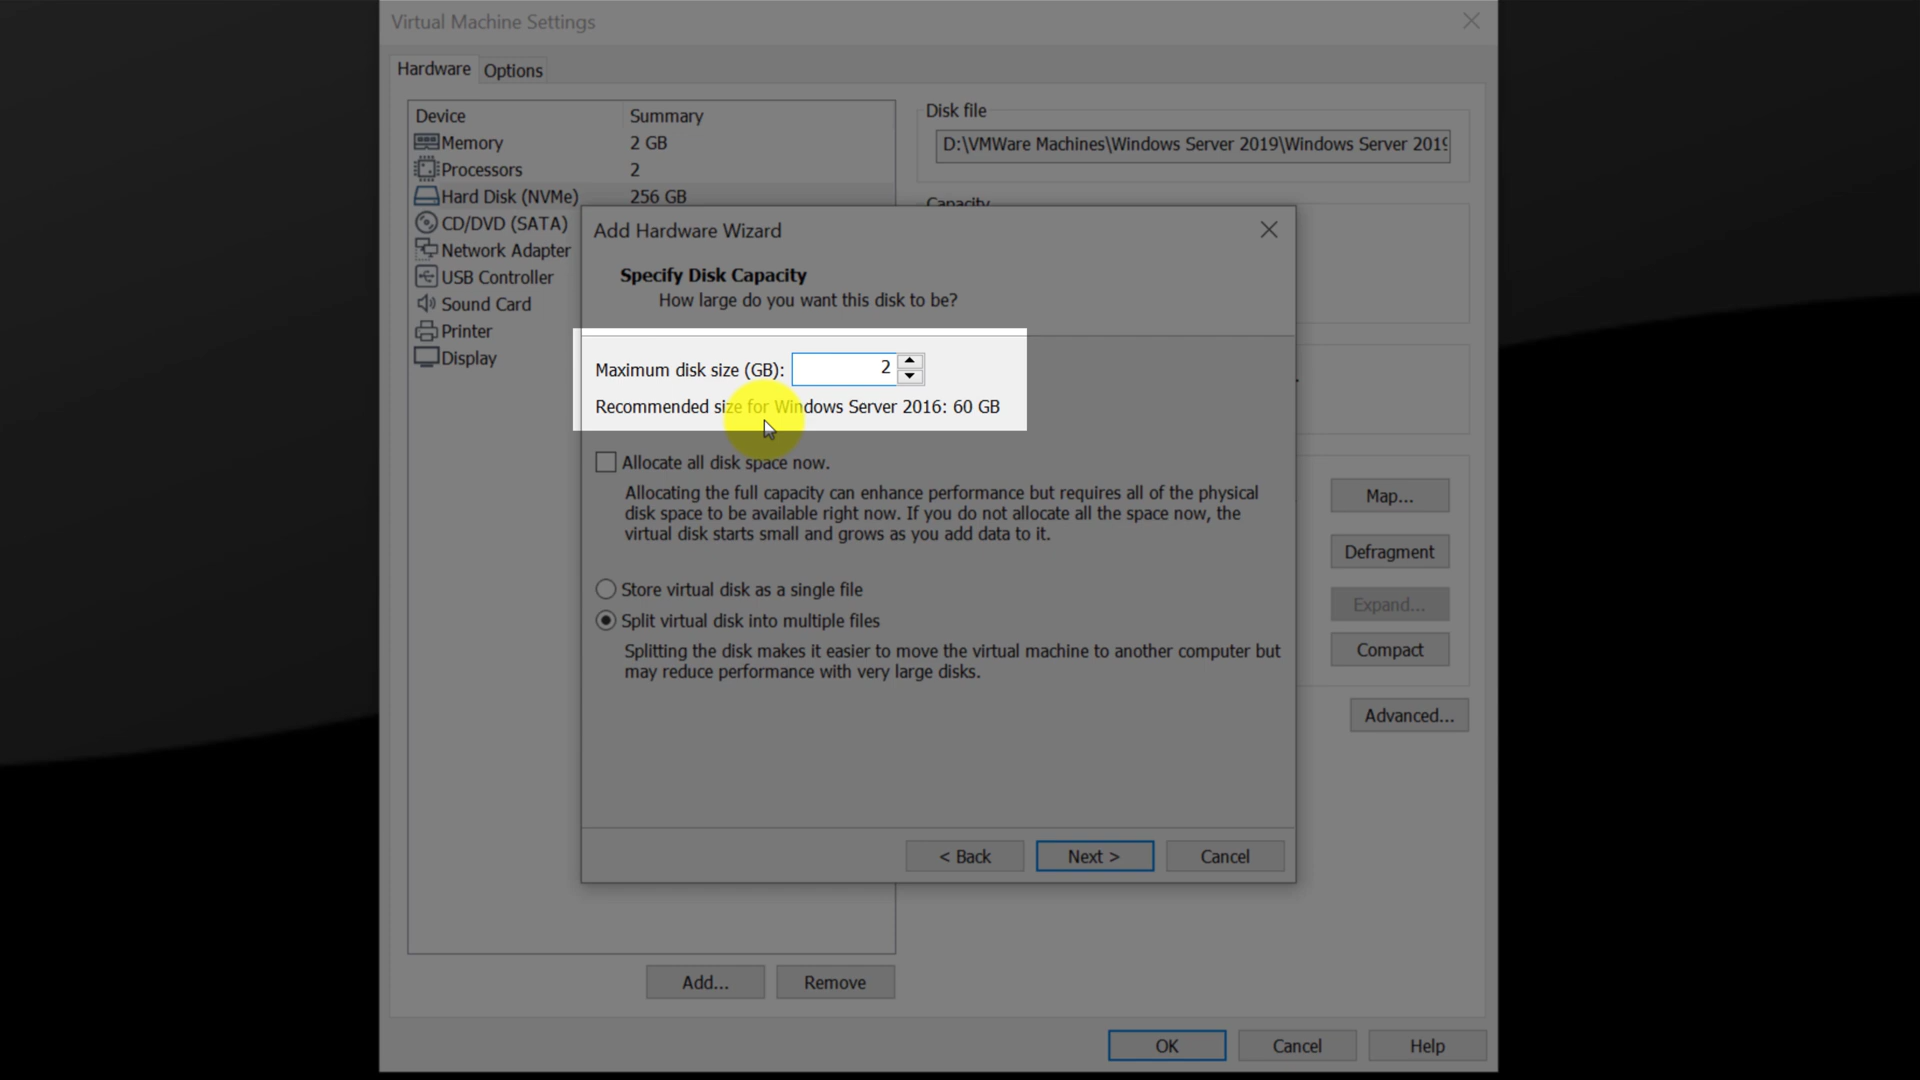 Virtual Machine Settings
Hardware Options
Device Summary
Memory 2 GB
Processors 2
Hard Disk (NVMe) 256 GB
CD/DVD (SATA)
Network Adapter
USB Controller
Sound Card
Printer
Display
Disk file
D:\VMWare Machines\Windows Server 2019\Windows Server 2019
Capacity
Add Hardware Wizard
Specify Disk Capacity
How large do you want this disk to be?
Maximum disk size (GB): 2
Recommended size for Windows Server 2016: 60 GB
Allocate all disk space now.
Allocating the full capacity can enhance performance but requires all of the physical
disk space to be available right now. If you do not allocate all the space now, the
virtual disk starts small and grows as you add data to it.
Store virtual disk as a single file
Split virtual disk into multiple files
Splitting the disk makes it easier to move the virtual machine to another computer but
may reduce performance with very large disks.
< Back Next > Cancel
Map...
Defragment
Expand...
Compact
Advanced...
Add... Remove
OK Cancel Help